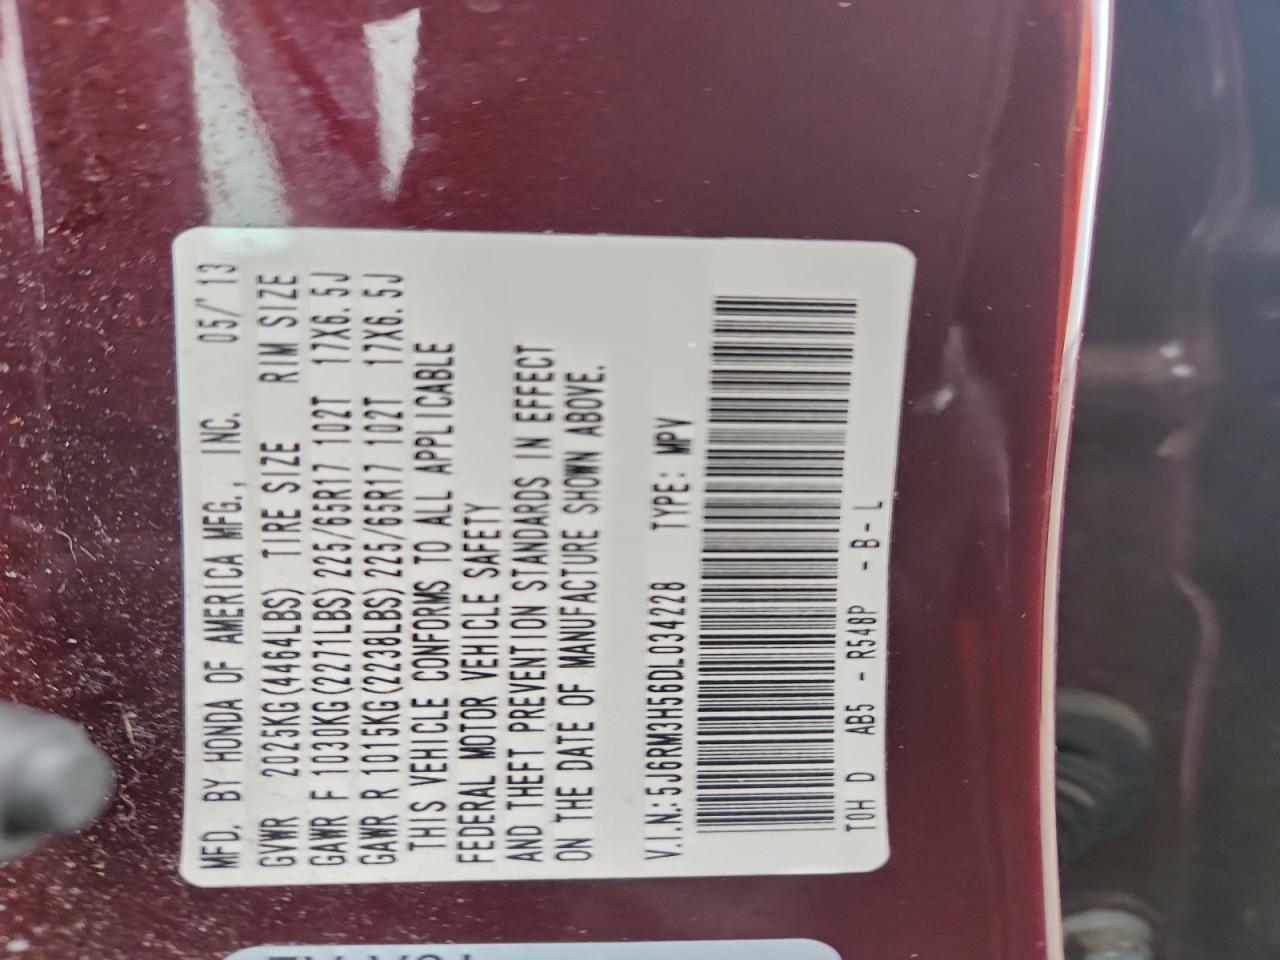 MFD. BY HONDA OF AMERICA MFG., INC. 05/'13
GVWR 2025KG(4464LBS) TIRE SIZE RIM SIZE
GAWR F 1030KG(2271LBS) 225/65R17 102T 17X6.5J
GAWR R 1015KG(2238LBS) 225/65R17 102T 17X6.5J
THIS VEHICLE CONFORMS TO ALL APPLICABLE
FEDERAL MOTOR VEHICLE SAFETY
AND THEFT PREVENTION STANDARDS IN EFFECT
ON THE DATE OF MANUFACTURE SHOWN ABOVE.
V.I.N.: 5J6RM3H56DL034228 TYPE: MPV
TOH D AB5 -R548P -B-L